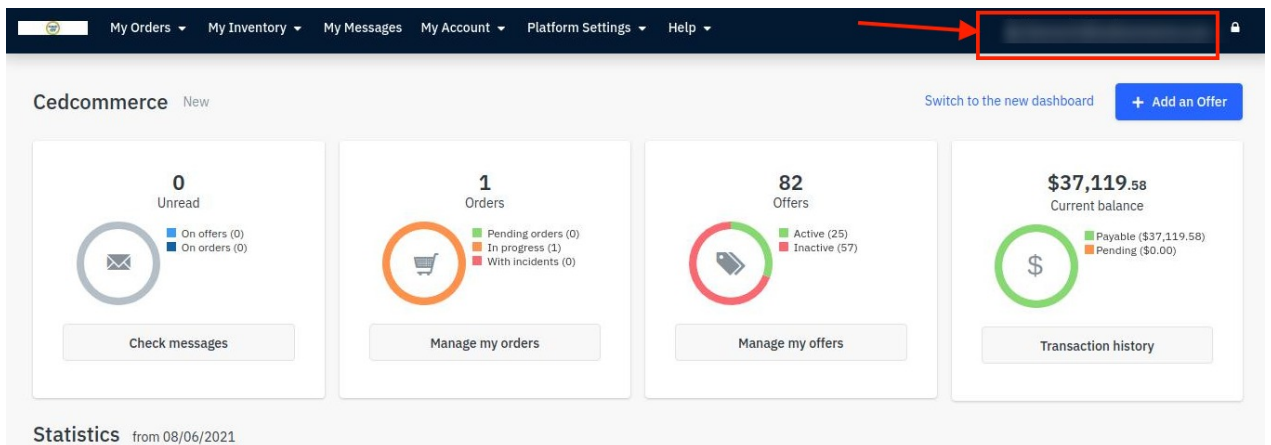 My Orders My Inventory My Messages My Account Platform Settings Help
Cedcommerce New
Switch to the new dashboard + Add an Offer
0
Unread
On offers (0)
On orders (0)
Check messages
1
Orders
Pending orders (0)
In progress (1)
With incidents (0)
Manage my orders
82
Offers
Active (25)
Inactive (57)
Manage my offers
$37,119.58
Current balance
$
Payable ($37,119.58)
Pending ($0.00)
Transaction history
Statistics from 08/06/2021